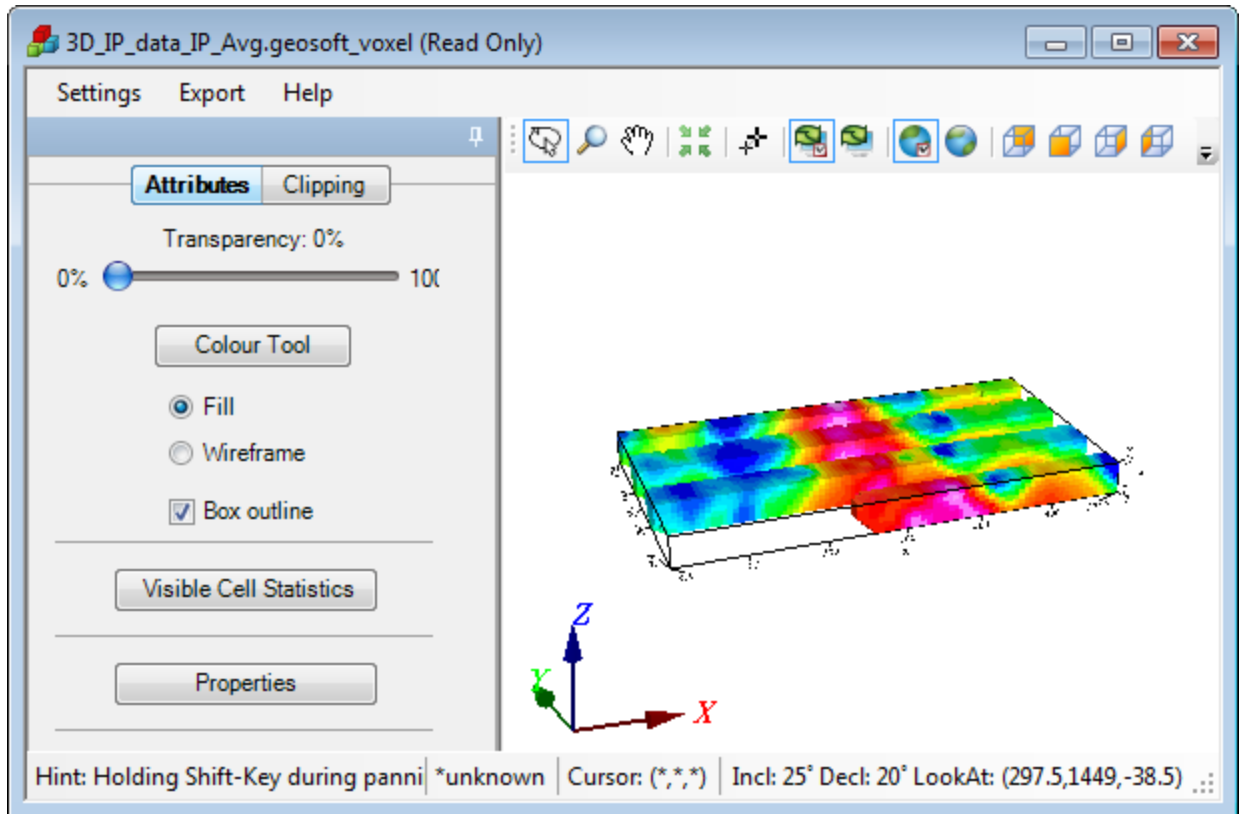 3D_IP_data_IP_Avg.geosoft_voxel (Read Only)
Settings Export Help
Attributes Clipping
Transparency: 0%
0% 10(
Colour Tool
Fill
Wireframe
Box outline
Visible Cell Statistics
Properties
Z
Y
X
Hint: Holding Shift-Key during panni *unknown Cursor: (*,*,*) Incl: 25° Decl: 20° LookAt: (297.5,1449,-38.5)